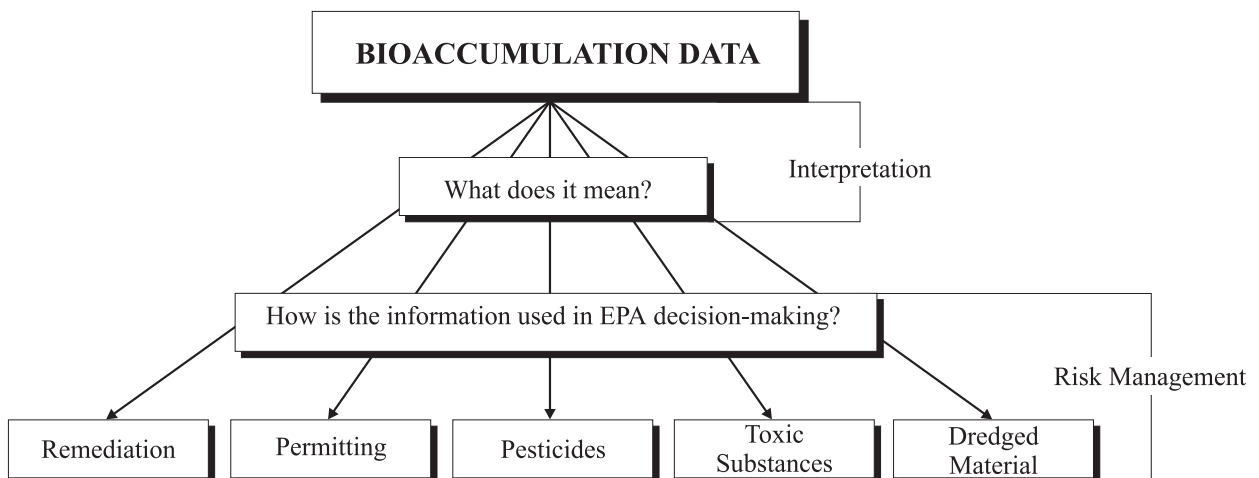 BIOACCUMULATION DATA
Interpretation
What does it mean?
How is the information used in EPA decision-making?
Risk Management
Remediation
Permitting
Pesticides
Toxic
Substances
Dredged
Material